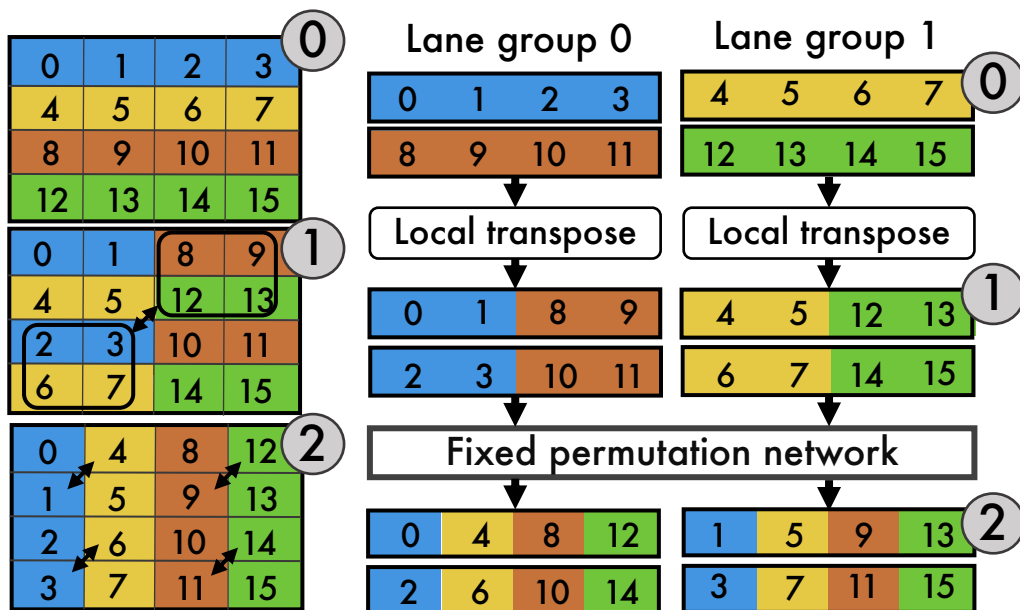 0
0 1 2 3
4 5 6 7
8 9 10 11
12 13 14 15
1
0 1 8 9
4 5 12 13
2 3 10 11
6 7 14 15
2
0 4 8 12
1 5 9 13
2 6 10 14
3 7 11 15
Lane group 0
0 1 2 3
8 9 10 11
Local transpose
0 1 8 9
2 3 10 11
Lane group 1
0
4 5 6 7
12 13 14 15
Local transpose
1
4 5 12 13
6 7 14 15
Fixed permutation network
0 4 8 12
2 6 10 14
2
1 5 9 13
3 7 11 15